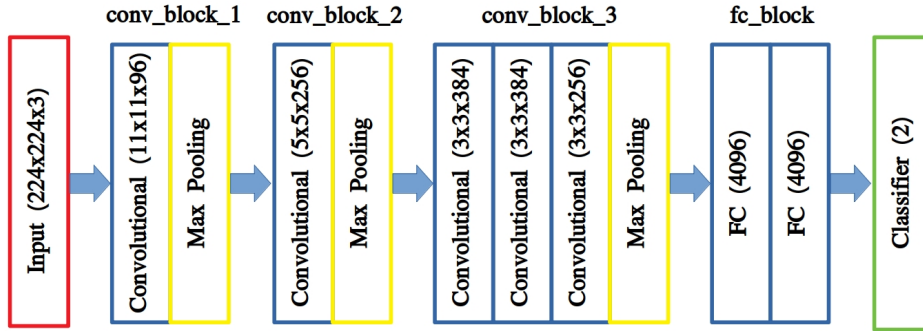 conv_block_1
conv_block_2
conv_block_3
fc_block
Input (224x224x3)
Convolutional (11x11x96)
Max Pooling
Convolutional (5x5x256)
Max Pooling
Convolutional (3x3x384)
Convolutional (3x3x384)
Convolutional (3x3x256)
Max Pooling
FC (4096)
FC (4096)
Classifier (2)